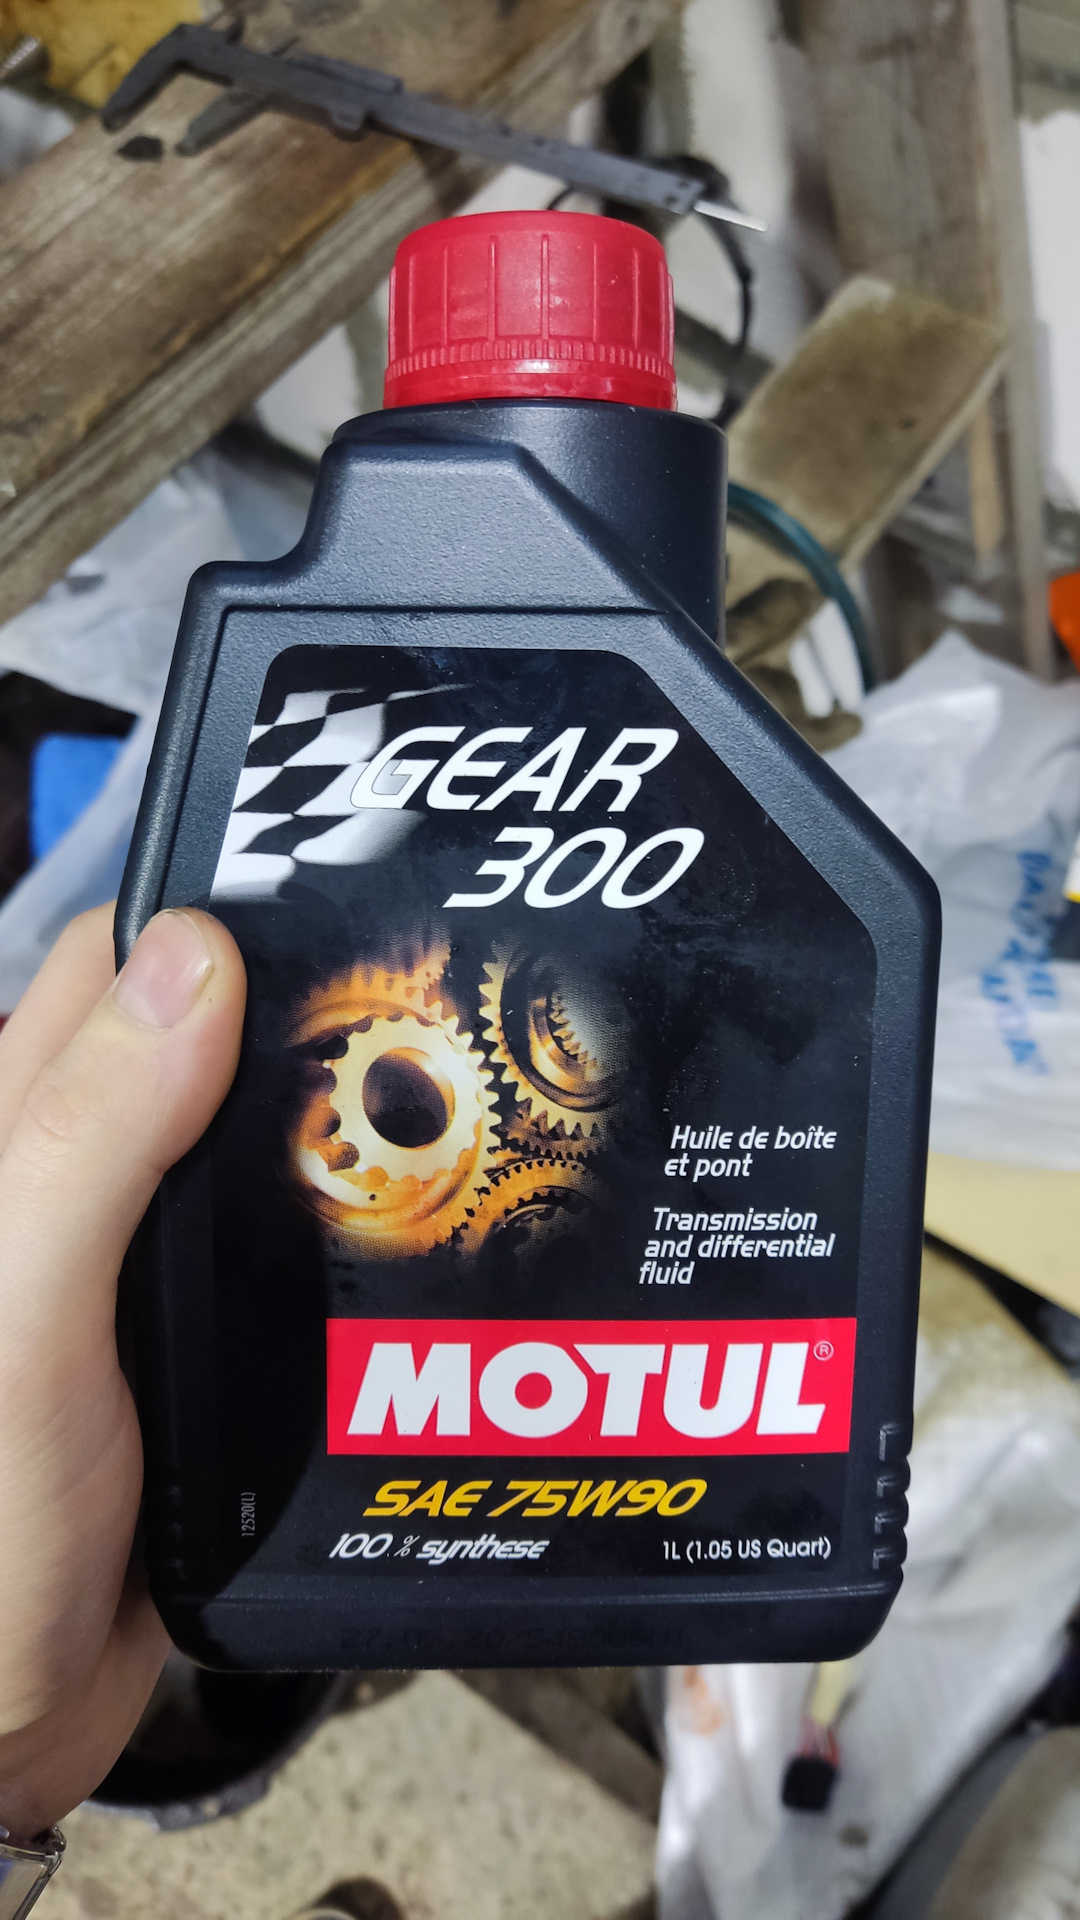 GEAR
300
Huile de boîte
et pont
Transmission
and differential
fluid
MOTUL®
SAE 75W90
100 % synthese
1L (1.05 US Quart)
12520(L)